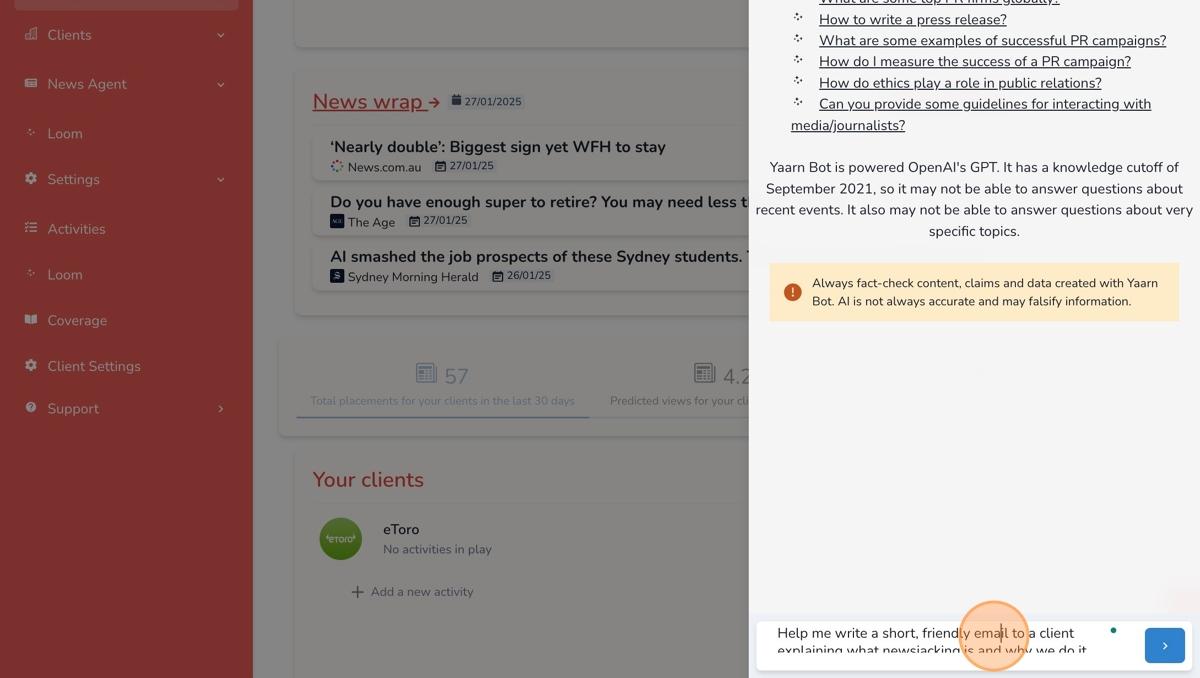 Clients
News Agent
Loom
Settings
Activities
Loom
Coverage
Client Settings
Support
News wrap → 27/01/2025
‘Nearly double’: Biggest sign yet WFH to stay
News.com.au 27/01/25
Do you have enough super to retire? You may need less t
The Age 27/01/25
AI smashed the job prospects of these Sydney students.
Sydney Morning Herald 26/01/25
57
Total placements for your clients in the last 30 days
4.2
Predicted views for your cli
Your clients
eToro
eToro
No activities in play
+ Add a new activity
What are some top PR firms globally?
How to write a press release?
What are some examples of successful PR campaigns?
How do I measure the success of a PR campaign?
How do ethics play a role in public relations?
Can you provide some guidelines for interacting with
media/journalists?
Yaarn Bot is powered OpenAI's GPT. It has a knowledge cutoff of
September 2021, so it may not be able to answer questions about
recent events. It also may not be able to answer questions about very
specific topics.
Always fact-check content, claims and data created with Yaarn
Bot. AI is not always accurate and may falsify information.
Help me write a short, friendly email to a client
explaining what newsjacking is and why we do it